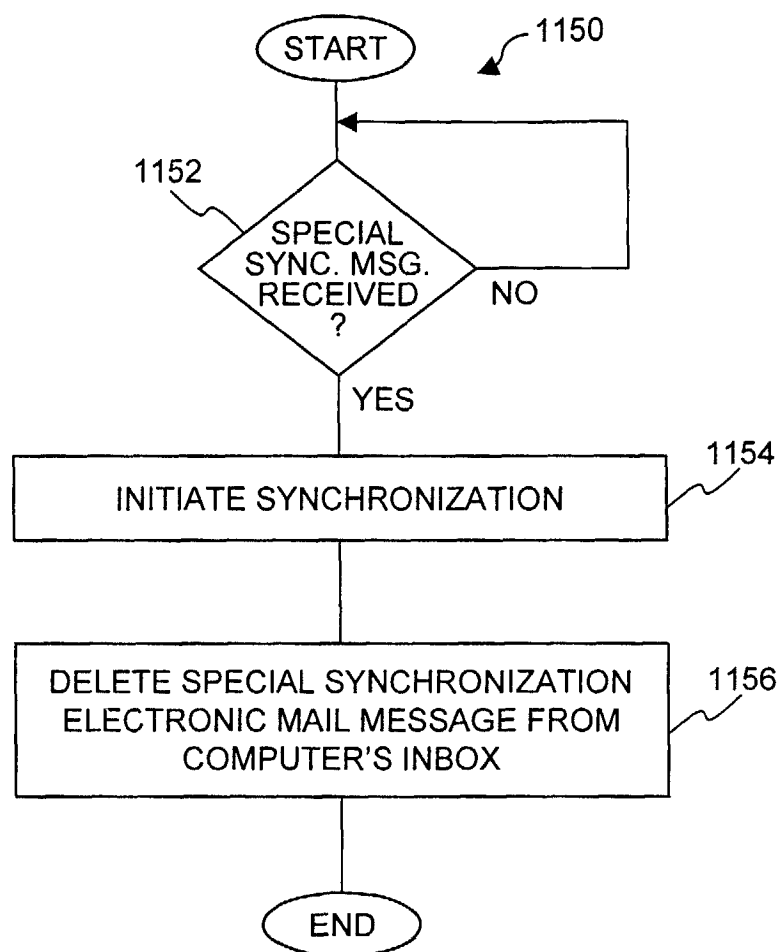 START
1150
1152
SPECIAL
SYNC. MSG.
RECEIVED
?
NO
YES
1154
INITIATE SYNCHRONIZATION
DELETE SPECIAL SYNCHRONIZATION
ELECTRONIC MAIL MESSAGE FROM
COMPUTER'S INBOX
1156
END